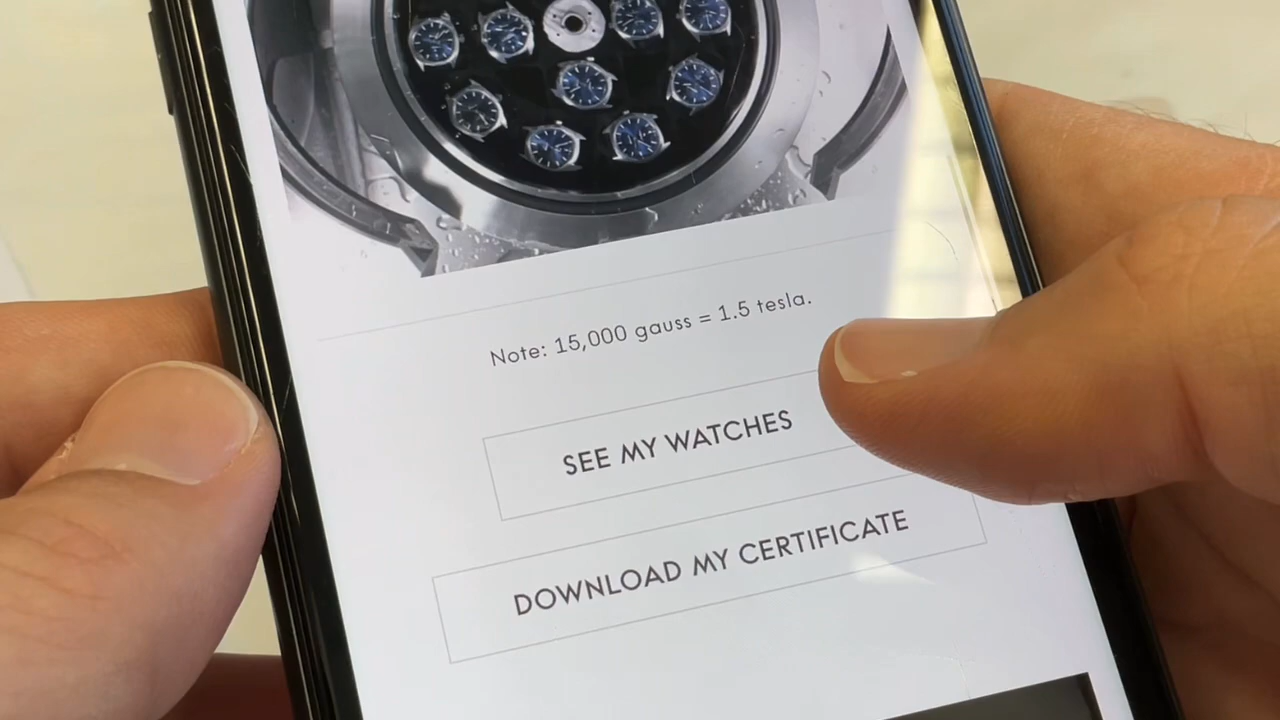 Note: 15,000 gauss = 1.5 tesla.
SEE MY WATCHES
DOWNLOAD MY CERTIFICATE